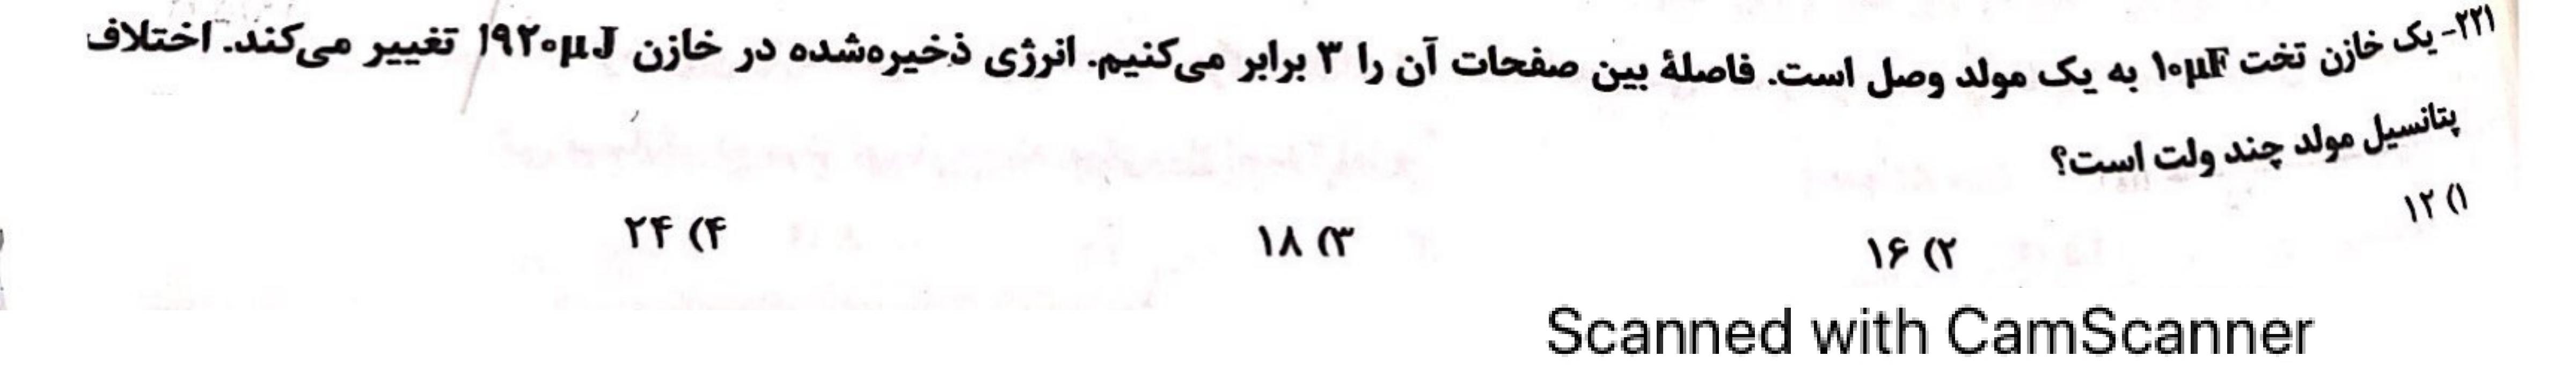 ۲۲۱- یک خازن تخت ۱۰μF به یک مولد وصل است. فاصلهٔ بین صفحات آن را ۳ برابر می‌کنیم. انرژی ذخیره‌شده در خازن ۱۹۲۰μJ تغییر می‌کند. اختلاف
پتانسیل مولد چند ولت است؟
۱) ۱۲ ۲) ۱۶ ۳) ۱۸ ۴) ۲۴
Scanned with CamScanner